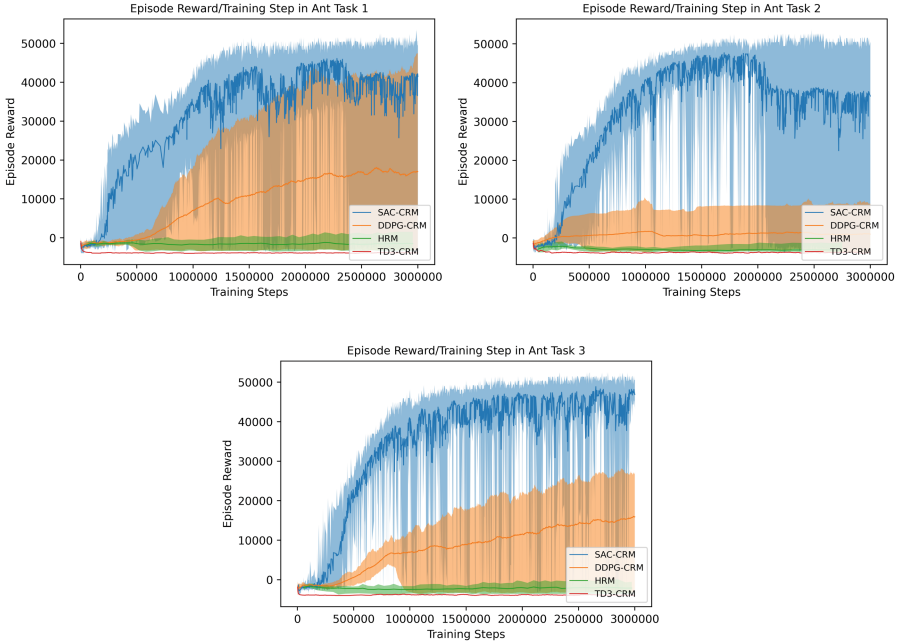 Episode Reward/Training Step in Ant Task 1
Episode Reward
50000
40000
30000
20000
10000
0
SAC-CRM
DDPG-CRM
HRM
TD3-CRM
0 500000 1000000 1500000 2000000 2500000 3000000
Training Steps
Episode Reward/Training Step in Ant Task 2
Episode Reward
50000
40000
30000
20000
10000
0
SAC-CRM
DDPG-CRM
HRM
TD3-CRM
0 500000 1000000 1500000 2000000 2500000 3000000
Training Steps
Episode Reward/Training Step in Ant Task 3
Episode Reward
50000
40000
30000
20000
10000
0
SAC-CRM
DDPG-CRM
HRM
TD3-CRM
0 500000 1000000 1500000 2000000 2500000 3000000
Training Steps